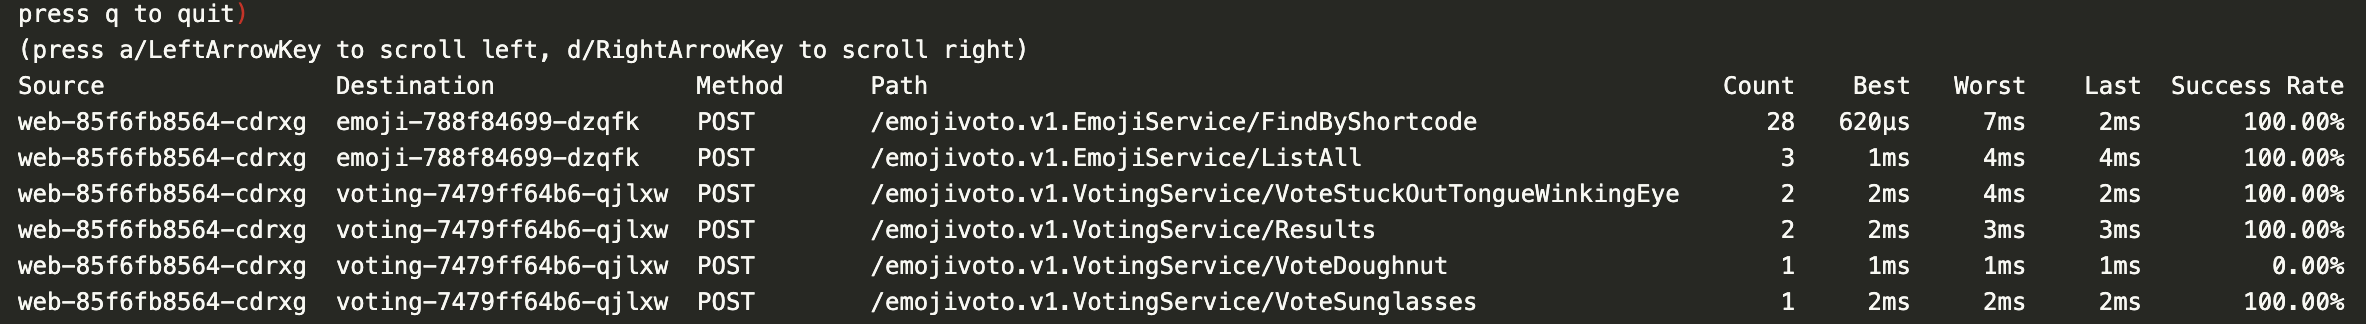 press q to quit)
(press a/LeftArrowKey to scroll left, d/RightArrowKey to scroll right)
Source Destination Method Path Count Best Worst Last Success Rate
web-85f6fb8564-cdrxg emoji-788f84699-dzqfk POST /emojivoto.v1.EmojiService/FindByShortcode 28 620µs 7ms 2ms 100.00%
web-85f6fb8564-cdrxg emoji-788f84699-dzqfk POST /emojivoto.v1.EmojiService/ListAll 3 1ms 4ms 4ms 100.00%
web-85f6fb8564-cdrxg voting-7479ff64b6-qjlxw POST /emojivoto.v1.VotingService/VoteStuckOutTongueWinkingEye 2 2ms 4ms 2ms 100.00%
web-85f6fb8564-cdrxg voting-7479ff64b6-qjlxw POST /emojivoto.v1.VotingService/Results 2 2ms 3ms 3ms 100.00%
web-85f6fb8564-cdrxg voting-7479ff64b6-qjlxw POST /emojivoto.v1.VotingService/VoteDoughnut 1 1ms 1ms 1ms 0.00%
web-85f6fb8564-cdrxg voting-7479ff64b6-qjlxw POST /emojivoto.v1.VotingService/VoteSunglasses 1 2ms 2ms 2ms 100.00%